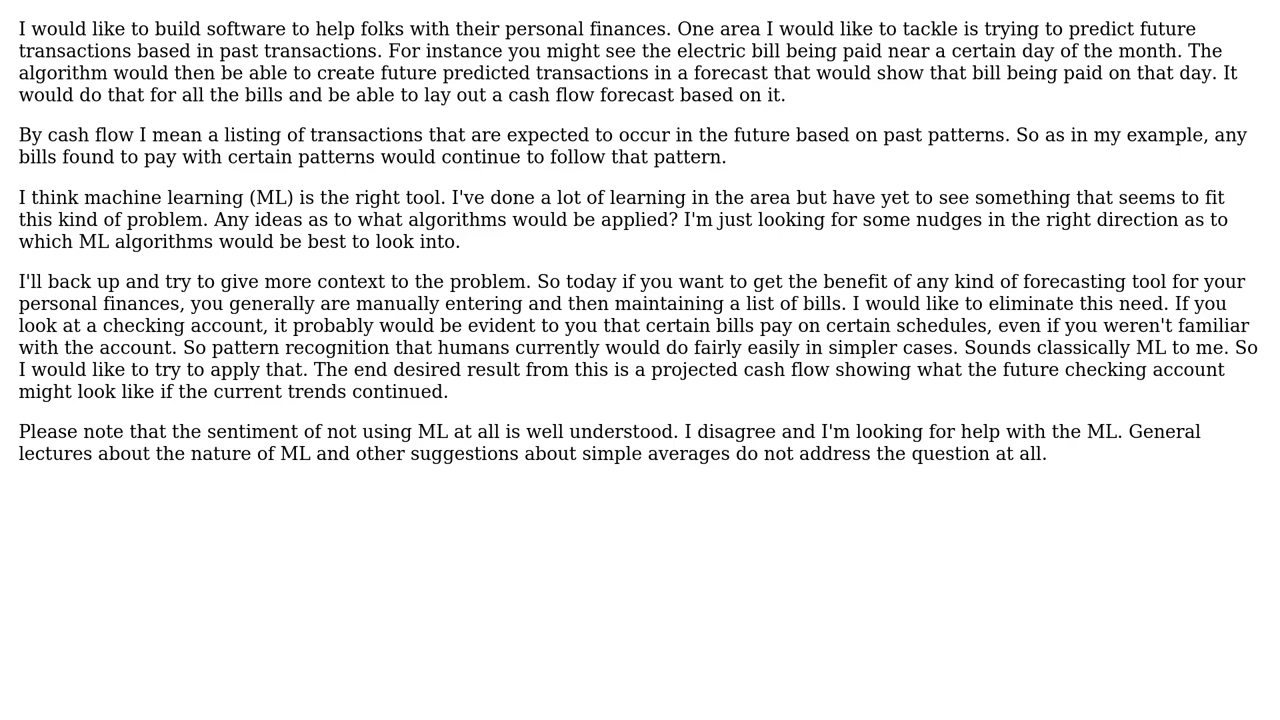 I would like to build software to help folks with their personal finances. One area I would like to tackle is trying to predict future
transactions based in past transactions. For instance you might see the electric bill being paid near a certain day of the month. The
algorithm would then be able to create future predicted transactions in a forecast that would show that bill being paid on that day. It
would do that for all the bills and be able to lay out a cash flow forecast based on it.
By cash flow I mean a listing of transactions that are expected to occur in the future based on past patterns. So as in my example, any
bills found to pay with certain patterns would continue to follow that pattern.
I think machine learning (ML) is the right tool. I've done a lot of learning in the area but have yet to see something that seems to fit
this kind of problem. Any ideas as to what algorithms would be applied? I'm just looking for some nudges in the right direction as to
which ML algorithms would be best to look into.
I'll back up and try to give more context to the problem. So today if you want to get the benefit of any kind of forecasting tool for your
personal finances, you generally are manually entering and then maintaining a list of bills. I would like to eliminate this need. If you
look at a checking account, it probably would be evident to you that certain bills pay on certain schedules, even if you weren't familiar
with the account. So pattern recognition that humans currently would do fairly easily in simpler cases. Sounds classically ML to me. So
I would like to try to apply that. The end desired result from this is a projected cash flow showing what the future checking account
might look like if the current trends continued.
Please note that the sentiment of not using ML at all is well understood. I disagree and I'm looking for help with the ML. General
lectures about the nature of ML and other suggestions about simple averages do not address the question at all.